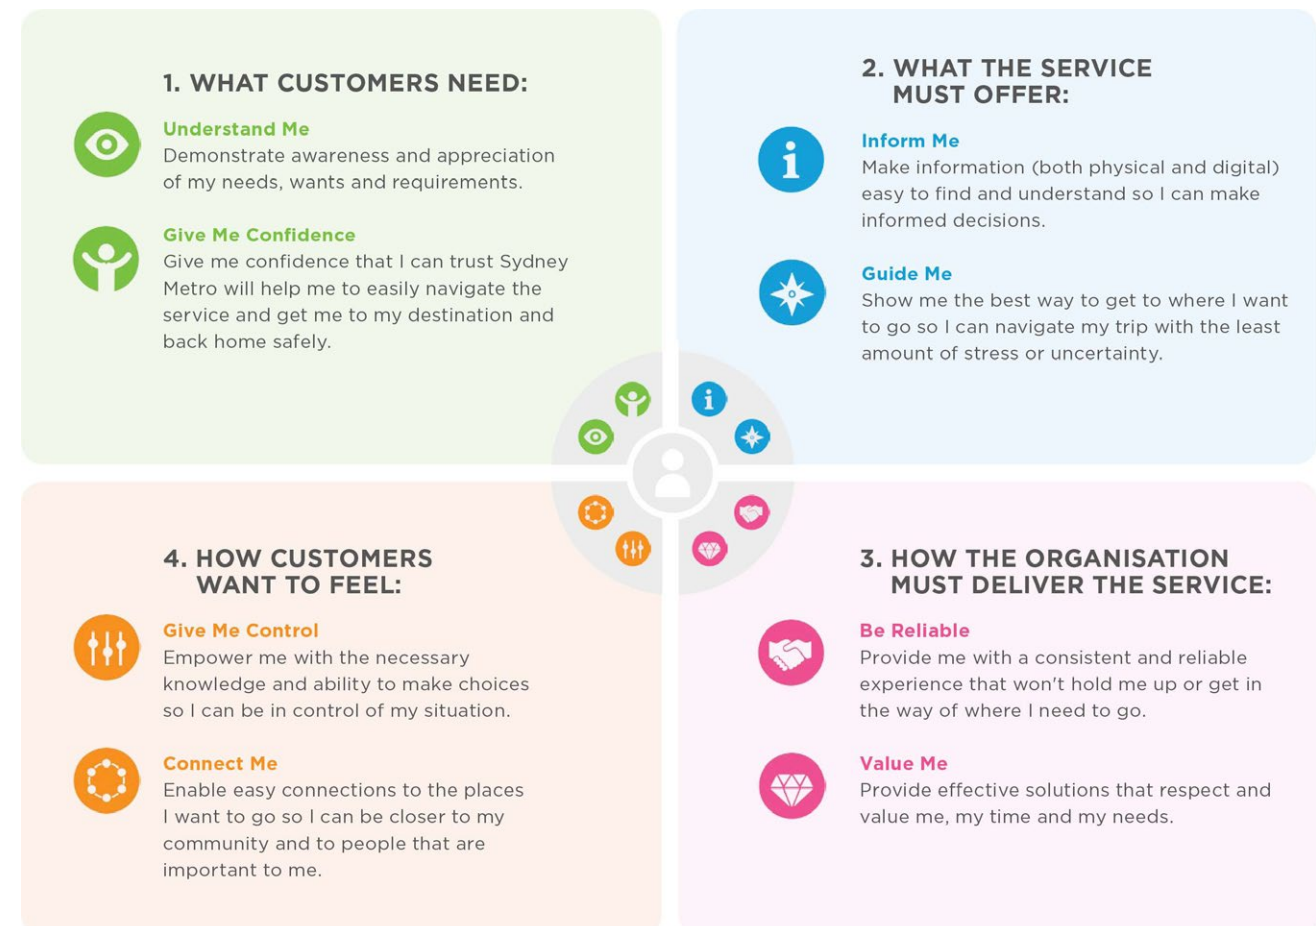 1. WHAT CUSTOMERS NEED:
Understand Me
Demonstrate awareness and appreciation
of my needs, wants and requirements.
Give Me Confidence
Give me confidence that I can trust Sydney
Metro will help me to easily navigate the
service and get me to my destination and
back home safely.
2. WHAT THE SERVICE
MUST OFFER:
Inform Me
Make information (both physical and digital)
easy to find and understand so I can make
informed decisions.
Guide Me
Show me the best way to get to where I want
to go so I can navigate my trip with the least
amount of stress or uncertainty.
3. HOW THE ORGANISATION
MUST DELIVER THE SERVICE:
Be Reliable
Provide me with a consistent and reliable
experience that won't hold me up or get in
the way of where I need to go.
Value Me
Provide effective solutions that respect and
value me, my time and my needs.
4. HOW CUSTOMERS
WANT TO FEEL:
Give Me Control
Empower me with the necessary
knowledge and ability to make choices
so I can be in control of my situation.
Connect Me
Enable easy connections to the places
I want to go so I can be closer to my
community and to people that are
important to me.